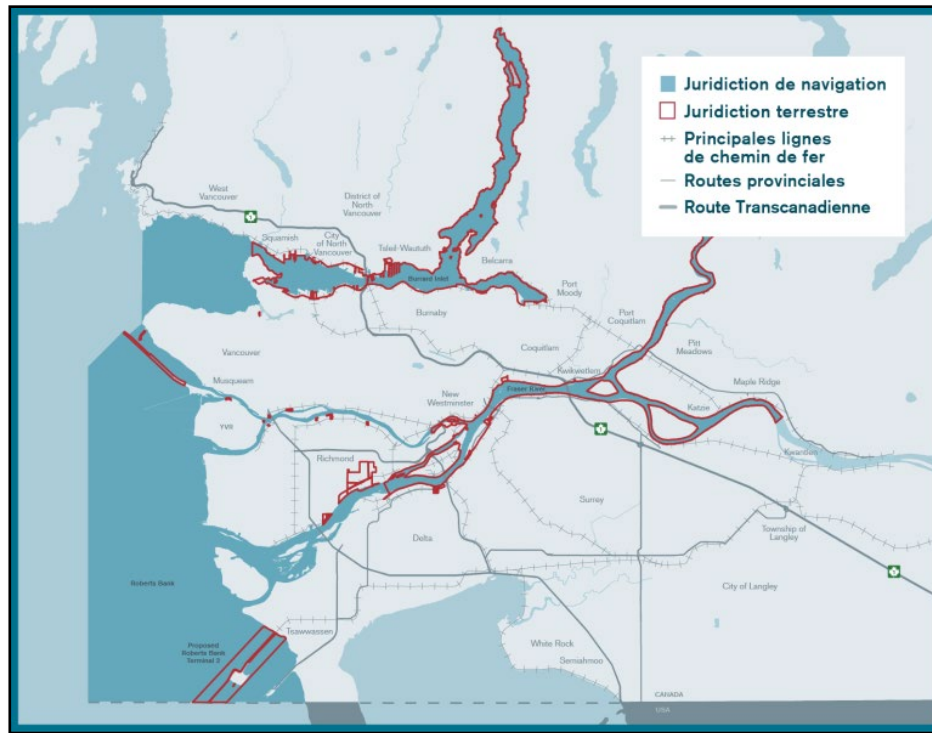 Juridiction de navigation
Juridiction terrestre
Principales lignes
de chemin de fer
Routes provinciales
Route Transcanadienne
West
Vancouver
District of
North
Vancouver
1
Squamish
City
of North
Vancouver
Tsleil-Waututh
Belcarra
Burrard Inlet
Port
Moody
Burnaby
Port
Coquitlam
Coquitlam
Pitt
Meadows
Vancouver
Kwikwetlem
Maple Ridge
Musqueam
New
Westminster
Fraser River
Katzie
YVR
1
Kwantlen
Richmond
Surrey
Township of
Langley
Delta
1
Roberts Bank
City of Langley
Tsawwassen
Proposed
Roberts Bank
Terminal 2
White Rock
Semiahmoo
CANADA
USA